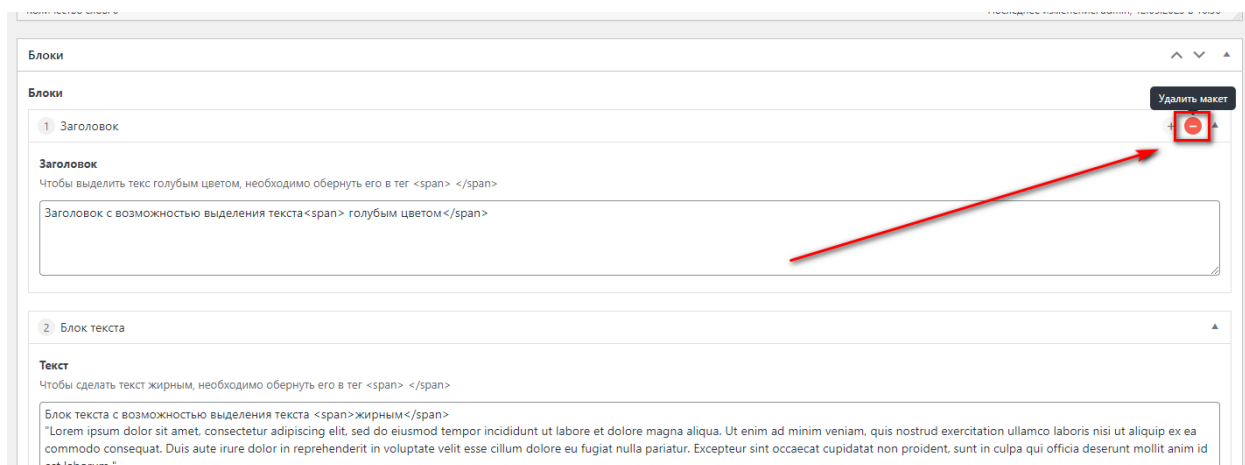 Блоки
Блоки
Удалить макет
1 Заголовок
Заголовок
Чтобы выделить текс голубым цветом, необходимо обернуть его в тег <span> </span>
Заголовок с возможностью выделения текста<span> голубым цветом</span>
2 Блок текста
Текст
Чтобы сделать текст жирным, необходимо обернуть его в тег <span> </span>
Блок текста с возможностью выделения текста <span>жирным</span>
"Lorem ipsum dolor sit amet, consectetur adipiscing elit, sed do eiusmod tempor incididunt ut labore et dolore magna aliqua. Ut enim ad minim veniam, quis nostrud exercitation ullamco laboris nisi ut aliquip ex ea
commodo consequat. Duis aute irure dolor in reprehenderit in voluptate velit esse cillum dolore eu fugiat nulla pariatur. Excepteur sint occaecat cupidatat non proident, sunt in culpa qui officia deserunt mollit anim id
est laborum."